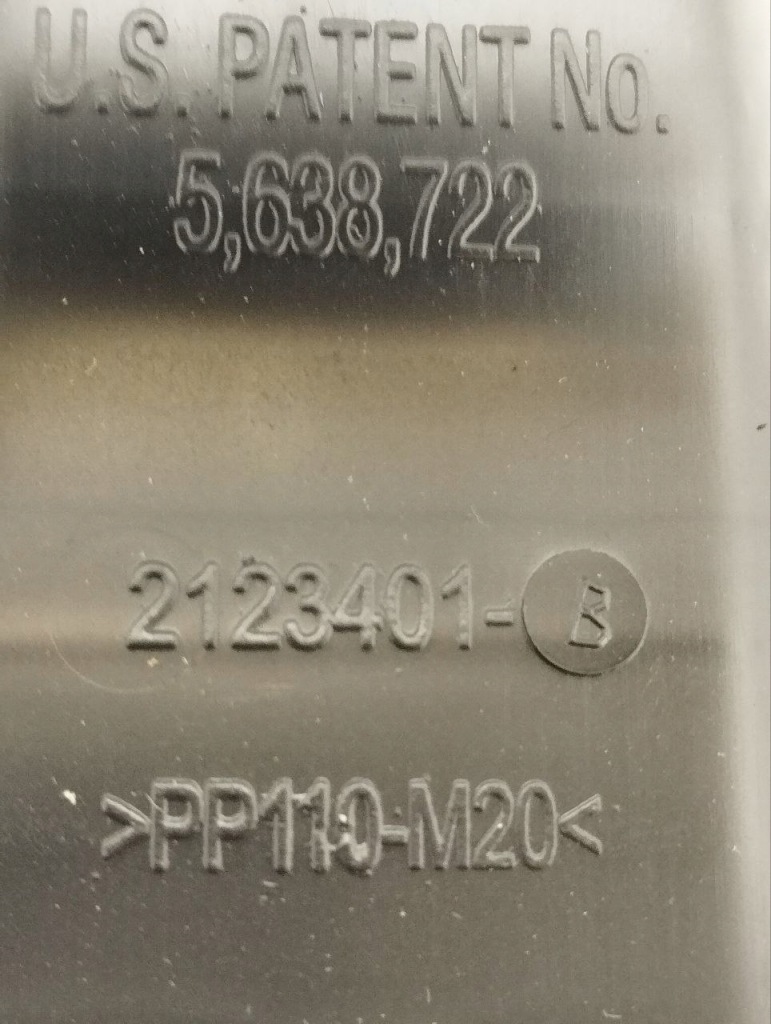 U.S. PATENT No.
5,638,722
2123401-B
>PP110-M20<